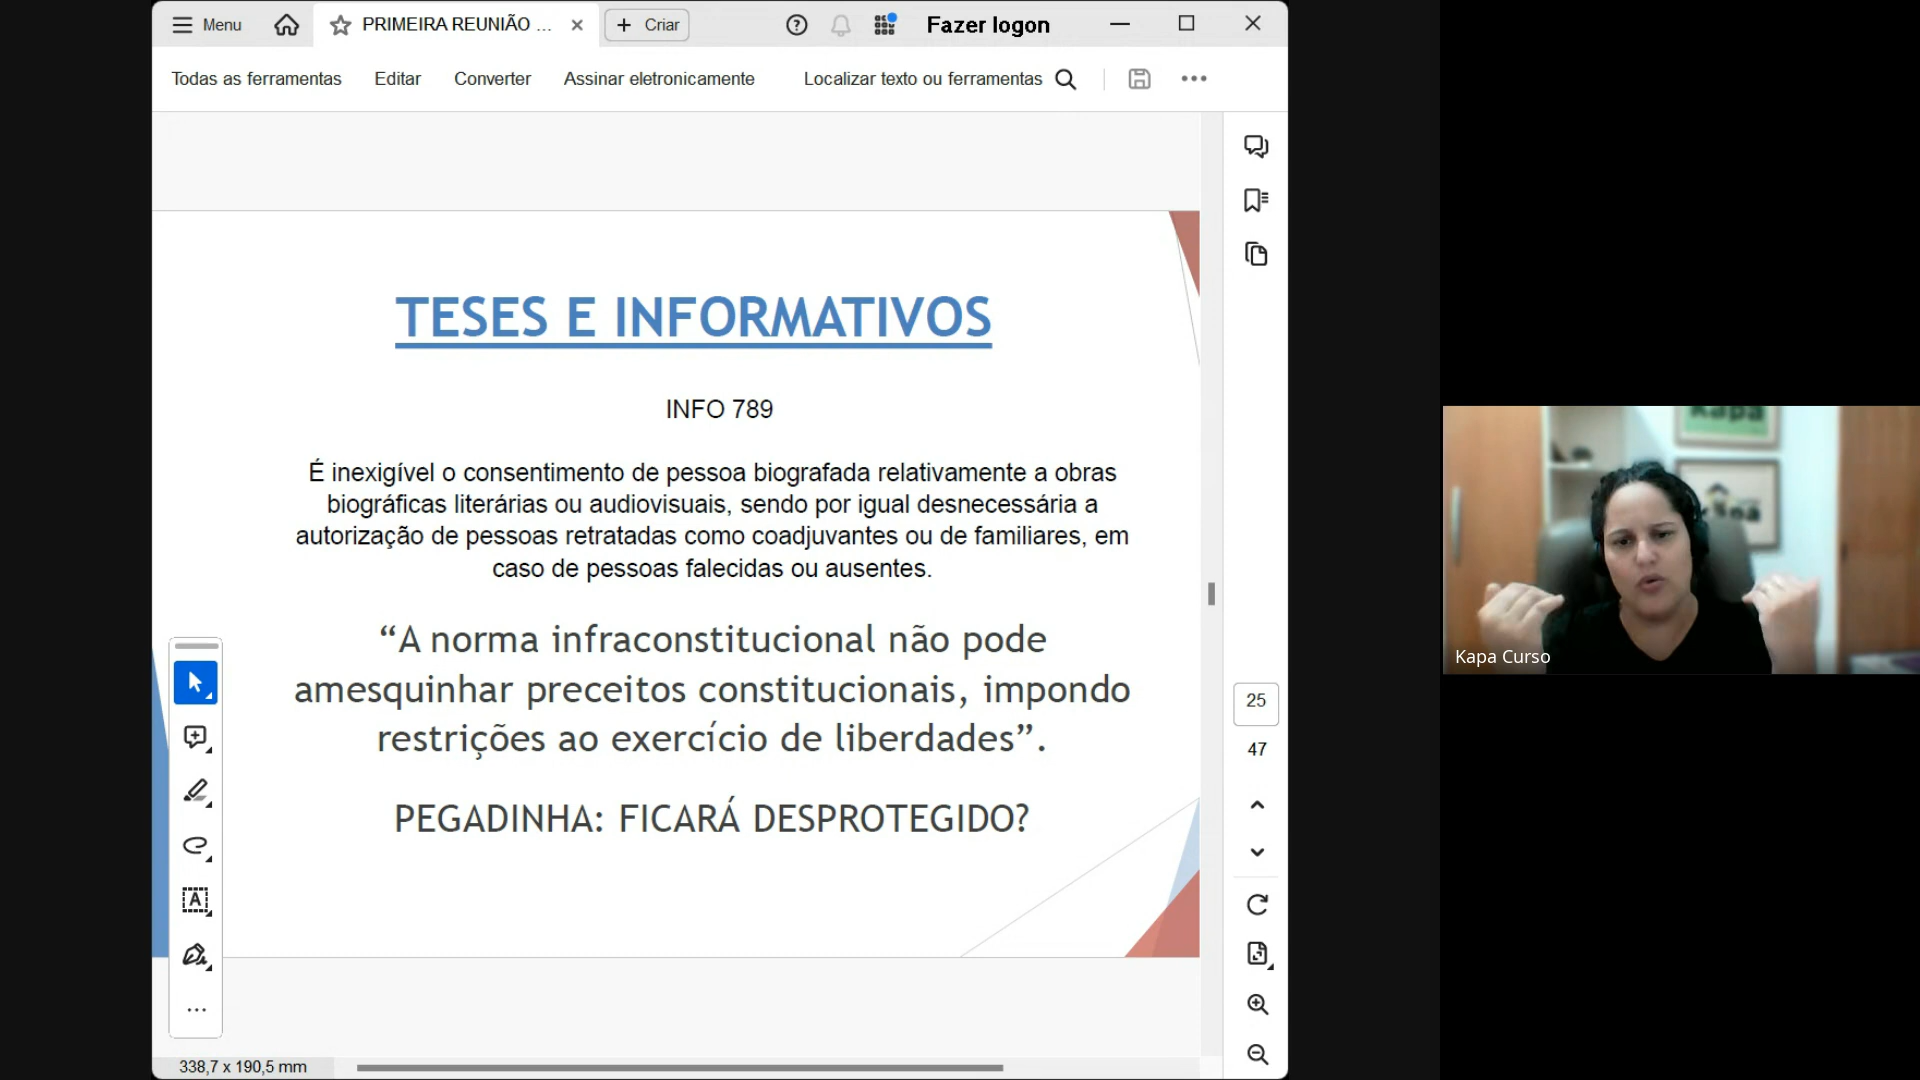 Menu
PRIMEIRA REUNIÃO ...
Criar
Fazer logon
Todas as ferramentas
Editar
Converter
Assinar eletronicamente
Localizar texto ou ferramentas
TESES E INFORMATIVOS
INFO 789
É inexigível o consentimento de pessoa biografada relativamente a obras
biográficas literárias ou audiovisuais, sendo por igual desnecessária a
autorização de pessoas retratadas como coadjuvantes ou de familiares, em
caso de pessoas falecidas ou ausentes.
“A norma infraconstitucional não pode
amesquinhar preceitos constitucionais, impondo
restrições ao exercício de liberdades”.
PEGADINHA: FICARÁ DESPROTEGIDO?
25
47
338,7 x 190,5 mm
Kapa
Kapa Curso